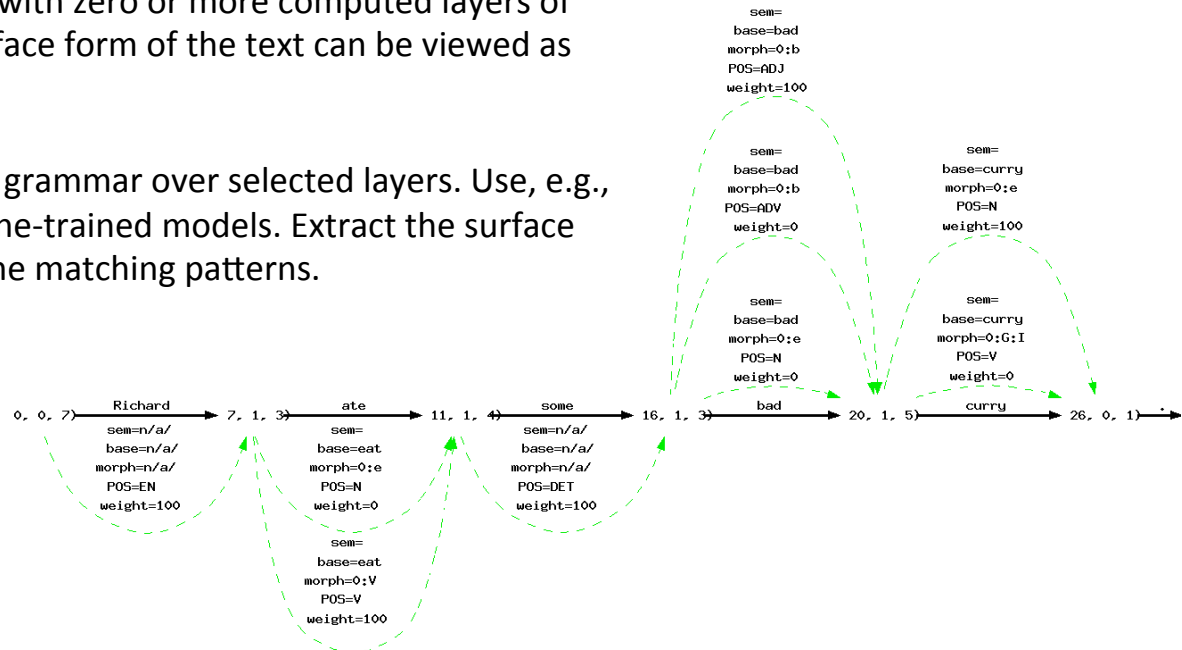 with zero or more computed layers of
face form of the text can be viewed as
grammar over selected layers. Use, e.g.,
ne-trained models. Extract the surface
ne matching patterns.
sem=
base=bad
morph=0:b
POS=ADJ
weight=100
sem=
base=bad
morph=0:b
POS=ADV
weight=0
sem=
base=curry
morph=0:e
POS=N
weight=100
sem=
base=bad
morph=0:e
POS=N
weight=0
sem=
base=curry
morph=0:G:I
POS=V
weight=0
0, 0, 7) Richard 7, 1, 3) ate 11, 1, 4) some 16, 1, 3) bad 20, 1, 5) curry 26, 0, 1) .
sem=n/a/
base=n/a/
morph=n/a/
POS=EN
weight=100
sem=
base=eat
morph=0:e
POS=N
weight=0
sem=n/a/
base=n/a/
morph=n/a/
POS=DET
weight=100
sem=
base=eat
morph=0:V
POS=V
weight=100